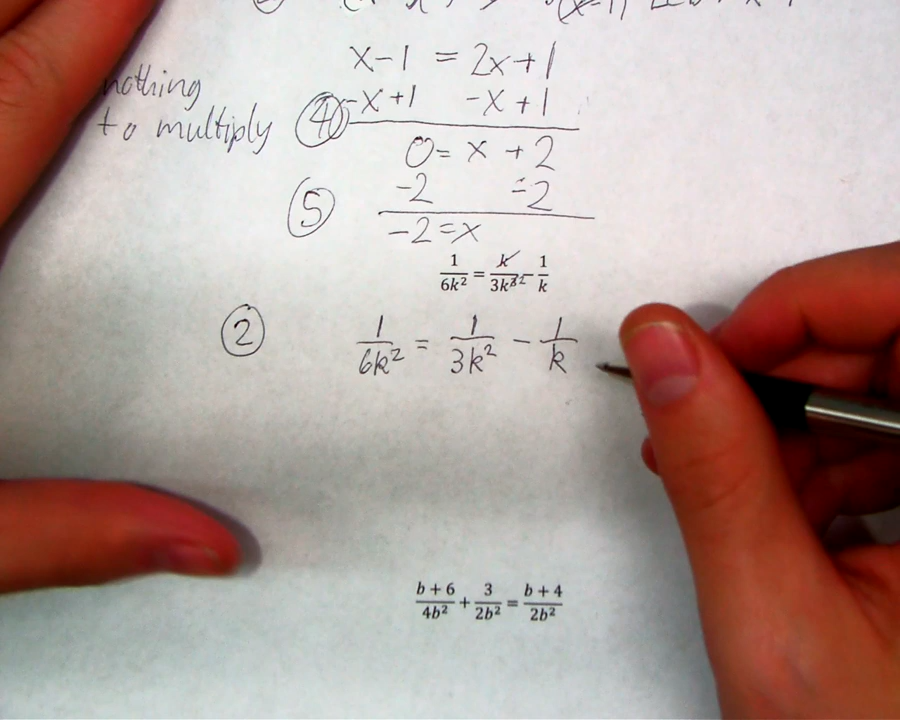 x-1 = 2x+1
nothing
-x+1 -x+1
to multiply ④
0= x +2
-2 -2
⑤
-2=x
1/6k² = k/3k³² - 1/k
② 1/6k² = 1/3k² - 1/k
b+6/4b² + 3/2b² = b+4/2b²